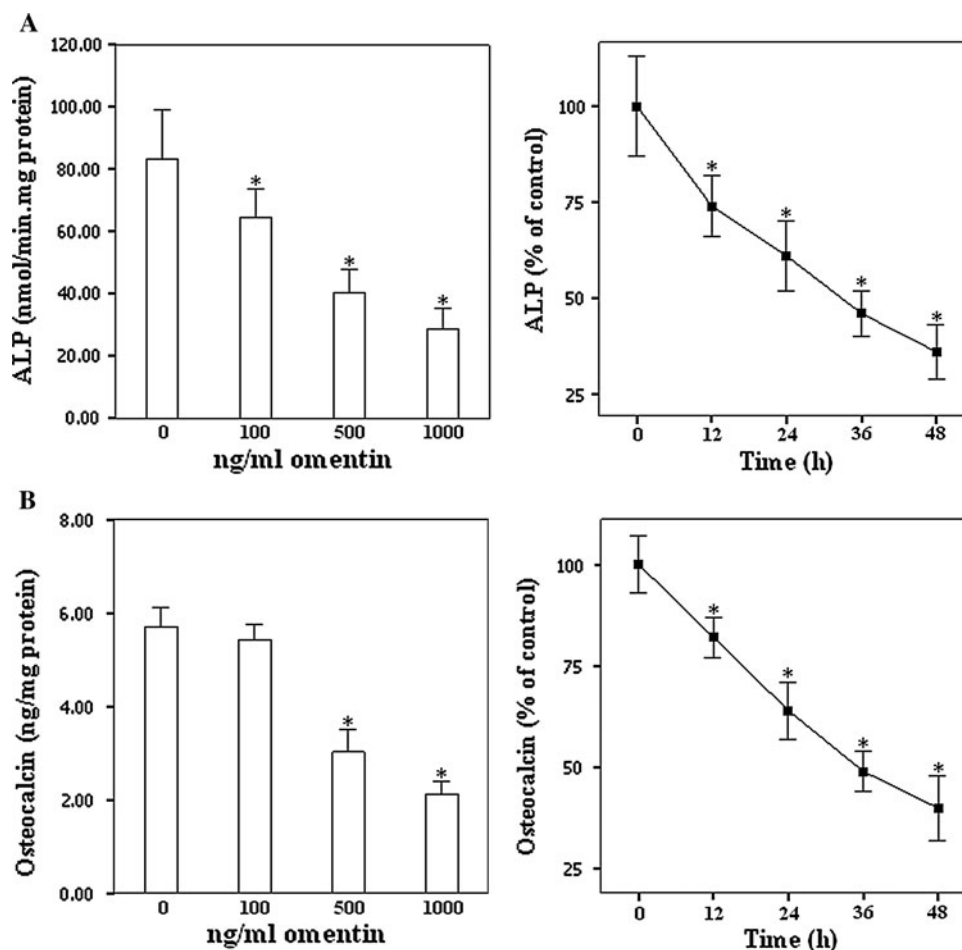 A
ALP (nmol/min.mg protein)
120.00
100.00
80.00
60.00
40.00
20.00
0.00
*
*
*
0 100 500 1000
ng/ml omentin
ALP (% of control)
100
75
50
25
*
*
*
*
0 12 24 36 48
Time (h)
B
Osteocalcin (ng/mg protein)
8.00
6.00
4.00
2.00
0.00
*
*
0 100 500 1000
ng/ml omentin
Osteocalcin (% of control)
100
75
50
25
*
*
*
*
0 12 24 36 48
Time (h)